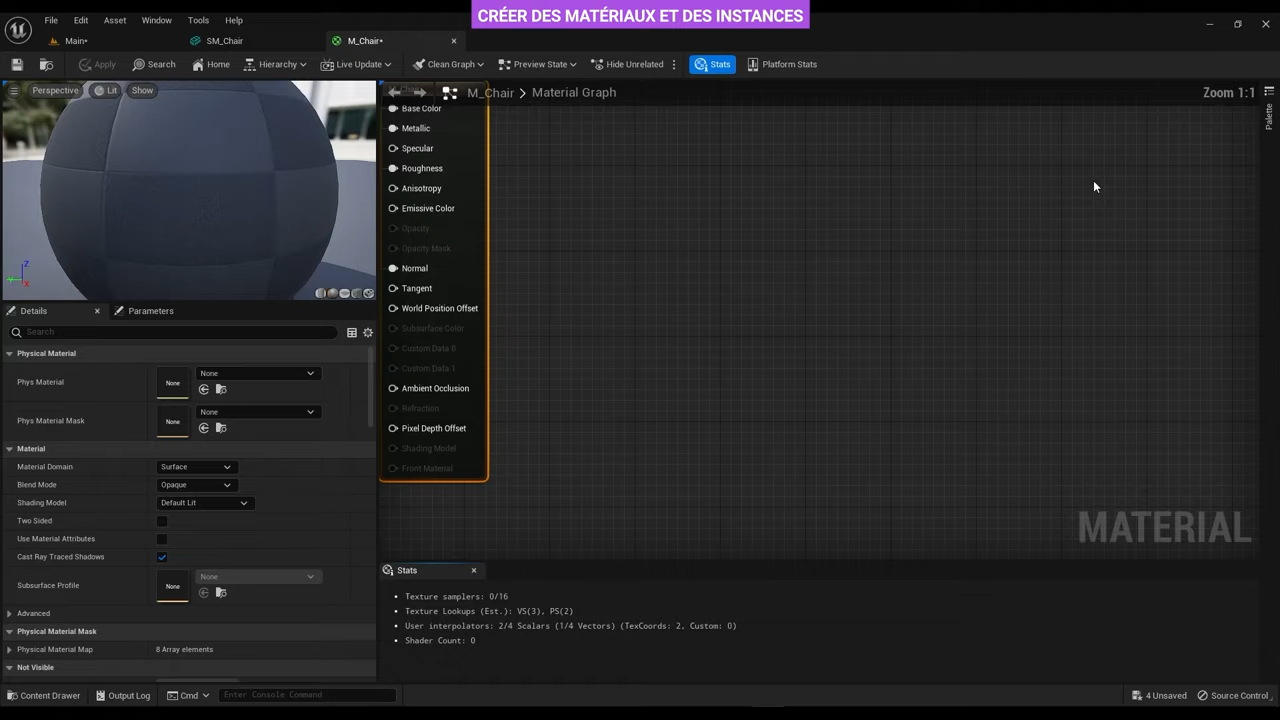 CRÉER DES MATÉRIAUX ET DES INSTANCES
File Edit Asset Window Tools Help
Main• SM_Chair M_Chair•
Apply Search Home Hierarchy Live Update Clean Graph Preview State Hide Unrelated Stats Platform Stats
Perspective Lit Show
M_Chair > Material Graph Zoom 1:1
Palette
Base Color
Metallic
Specular
Roughness
Anisotropy
Emissive Color
Opacity
Opacity Mask
Normal
Tangent
World Position Offset
Subsurface Color
Custom Data 0
Custom Data 1
Ambient Occlusion
Refraction
Pixel Depth Offset
Shading Model
Front Material
MATERIAL
Z
Y
X
Details Parameters
Search
Physical Material
Phys Material None None
Phys Material Mask None None
Material
Material Domain Surface
Blend Mode Opaque
Shading Model Default Lit
Two Sided
Use Material Attributes
Cast Ray Traced Shadows
Subsurface Profile None None
Advanced
Physical Material Mask
Physical Material Map 8 Array elements
Not Visible
Stats
• Texture samplers: 0/16
• Texture Lookups (Est.): VS(3), PS(2)
• User interpolators: 2/4 Scalars (1/4 Vectors) (TexCoords: 2, Custom: 0)
• Shader Count: 0
Content Drawer Output Log Cmd Enter Console Command 4 Unsaved Source Control